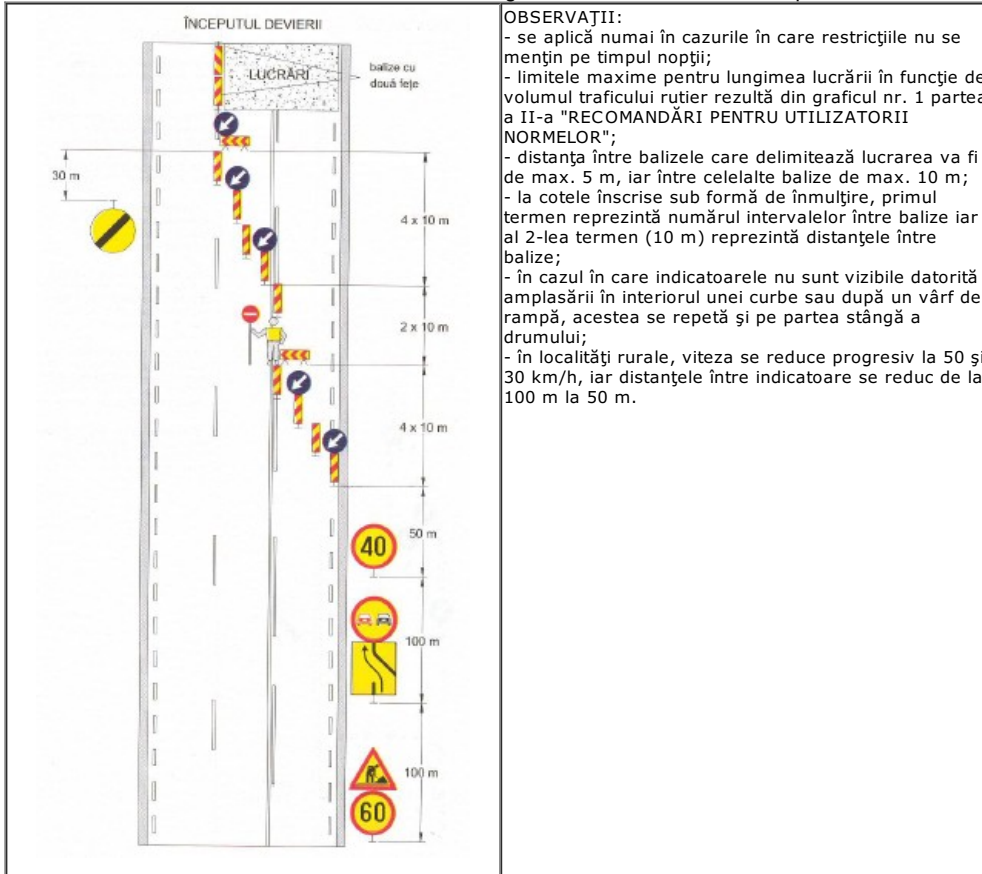 ÎNCEPUTUL DEVIERII
LUCRĂRI
balize cu
două feţe
30 m
4 x 10 m
2 x 10 m
4 x 10 m
50 m
40
100 m
100 m
60
OBSERVAŢII:
- se aplică numai în cazurile în care restricţiile nu se
menţin pe timpul nopţii;
- limitele maxime pentru lungimea lucrării în funcţie de
volumul traficului rutier rezultă din graficul nr. 1 partea
a II-a "RECOMANDĂRI PENTRU UTILIZATORII
NORMELOR";
- distanţa între balizele care delimitează lucrarea va fi
de max. 5 m, iar între celelalte balize de max. 10 m;
- la cotele înscrise sub formă de înmulţire, primul
termen reprezintă numărul intervalelor între balize iar
al 2-lea termen (10 m) reprezintă distanţele între
balize;
- în cazul în care indicatoarele nu sunt vizibile datorită
amplasării în interiorul unei curbe sau după un vârf de
rampă, acestea se repetă şi pe partea stângă a
drumului;
- în localităţi rurale, viteza se reduce progresiv la 50 şi
30 km/h, iar distanţele între indicatoare se reduc de la
100 m la 50 m.